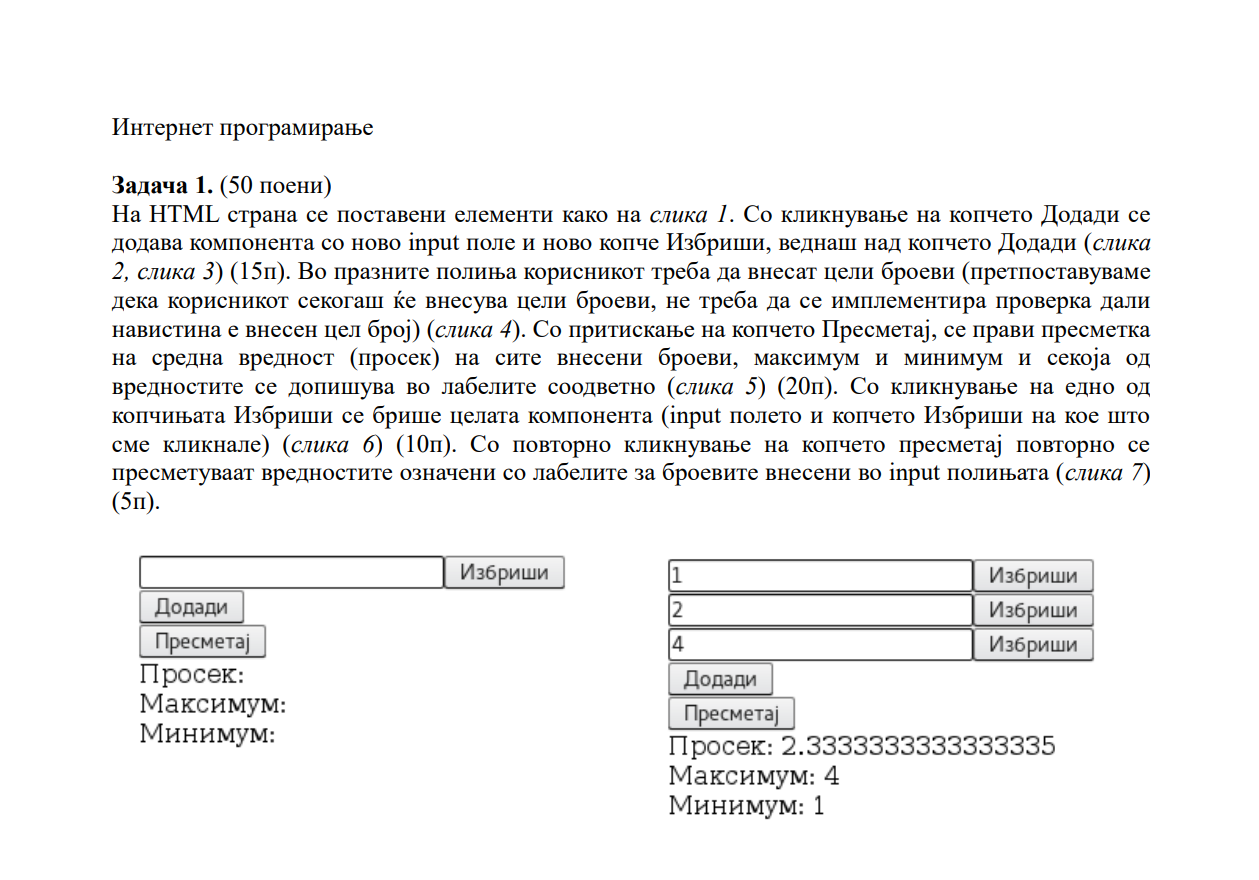 Интернет програмирање
Задача 1. (50 поени)
На HTML страна се поставени елементи како на слика 1. Со кликнување на копчето Додади се
додава компонента со ново input поле и ново копче Избриши, веднаш над копчето Додади (слика
2, слика 3) (15п). Во празните полиња корисникот треба да внесат цели броеви (претпоставуваме
дека корисникот секогаш ќе внесува цели броеви, не треба да се имплементира проверка дали
навистина е внесен цел број) (слика 4). Со притискање на копчето Пресметај, се прави пресметка
на средна вредност (просек) на сите внесени броеви, максимум и минимум и секоја од
вредностите се допишува во лабелите соодветно (слика 5) (20п). Со кликнување на едно од
копчињата Избриши се брише целата компонента (input полето и копчето Избриши на кое што
сме кликнале) (слика 6) (10п). Со повторно кликнување на копчето пресметај повторно се
пресметуваат вредностите означени со лабелите за броевите внесени во input полињата (слика 7)
(5п).
Избриши
Додади
Пресметај
Просек:
Максимум:
Минимум:
1 Избриши
2 Избриши
4 Избриши
Додади
Пресметај
Просек: 2.3333333333333335
Максимум: 4
Минимум: 1